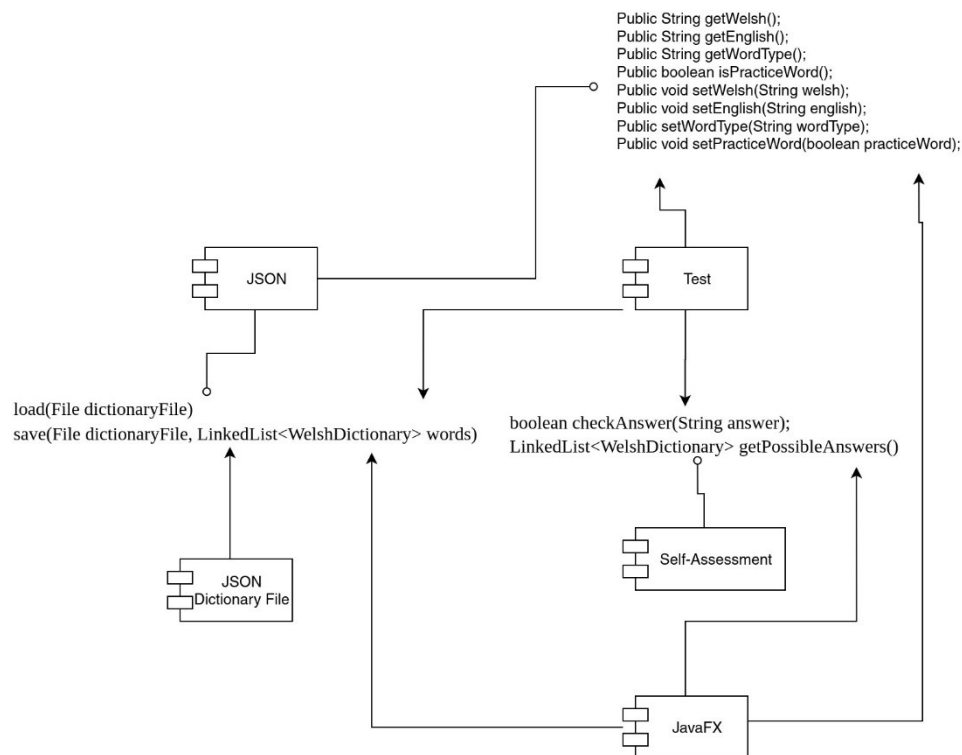 Public String getWelsh();
Public String getEnglish();
Public String getWordType();
Public boolean isPracticeWord();
Public void setWelsh(String welsh);
Public void setEnglish(String english);
Public setWordType(String wordType);
Public void setPracticeWord(boolean practiceWord);
JSON
Test
load(File dictionaryFile)
save(File dictionaryFile, LinkedList<WelshDictionary> words)
boolean checkAnswer(String answer);
LinkedList<WelshDictionary> getPossibleAnswers()
JSON
Dictionary File
Self-Assessment
JavaFX